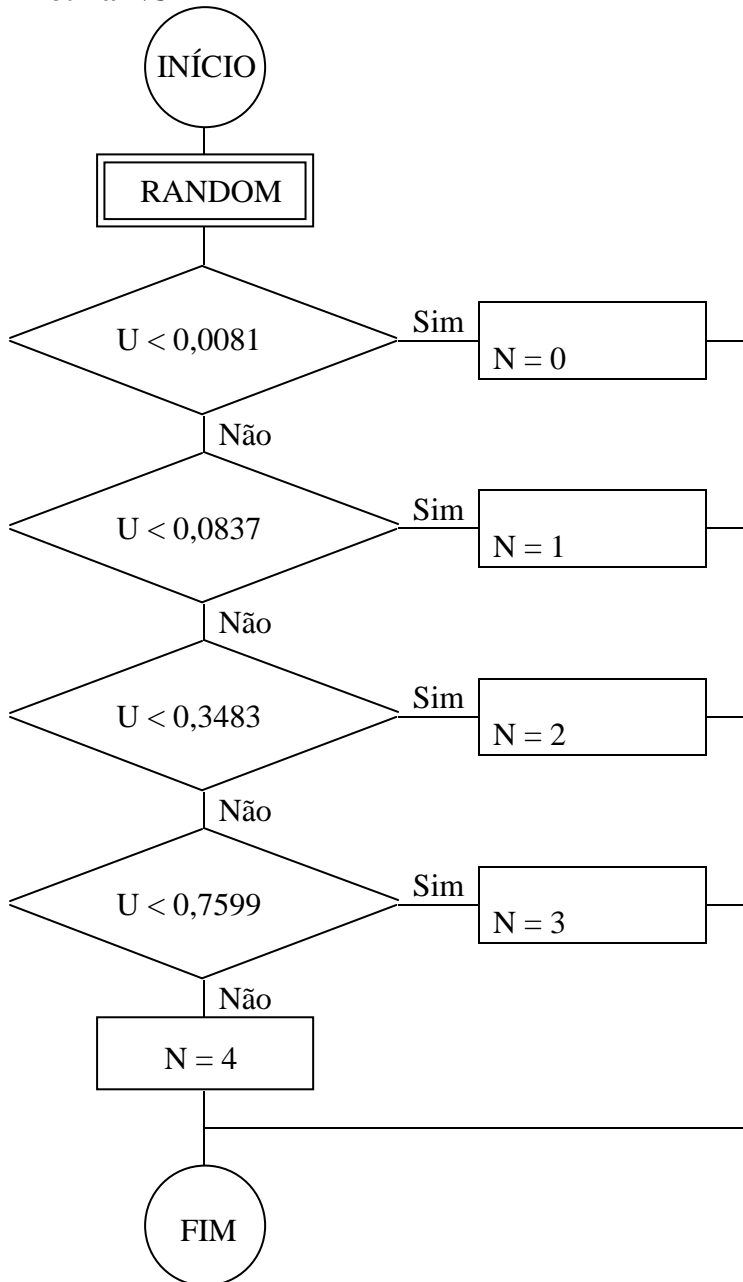 INÍCIO
RANDOM
U < 0,0081
Sim
N = 0
Não
U < 0,0837
Sim
N = 1
Não
U < 0,3483
Sim
N = 2
Não
U < 0,7599
Sim
N = 3
Não
N = 4
FIM